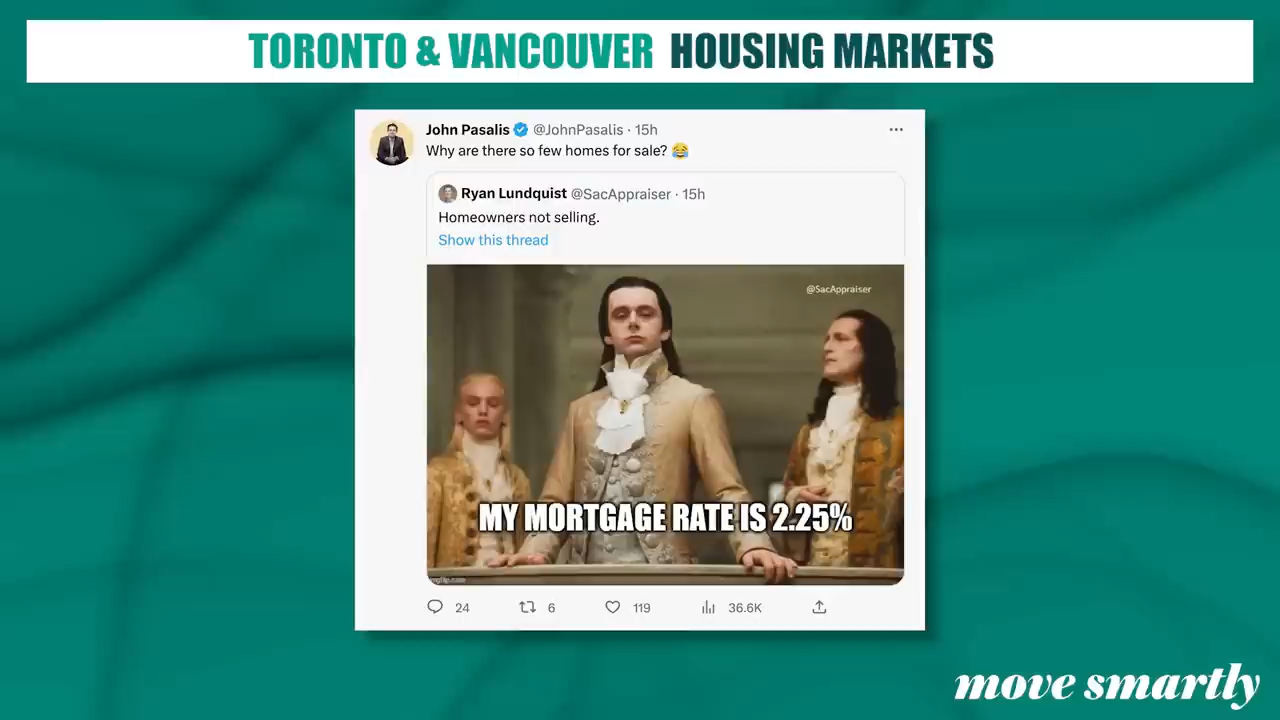 TORONTO & VANCOUVER HOUSING MARKETS
John Pasalis @JohnPasalis · 15h
Why are there so few homes for sale? 😂
Ryan Lundquist @SacAppraiser · 15h
Homeowners not selling.
Show this thread
@SacAppraiser
MY MORTGAGE RATE IS 2.25%
imgflip.com
24 6 119 36.6K
move smartly